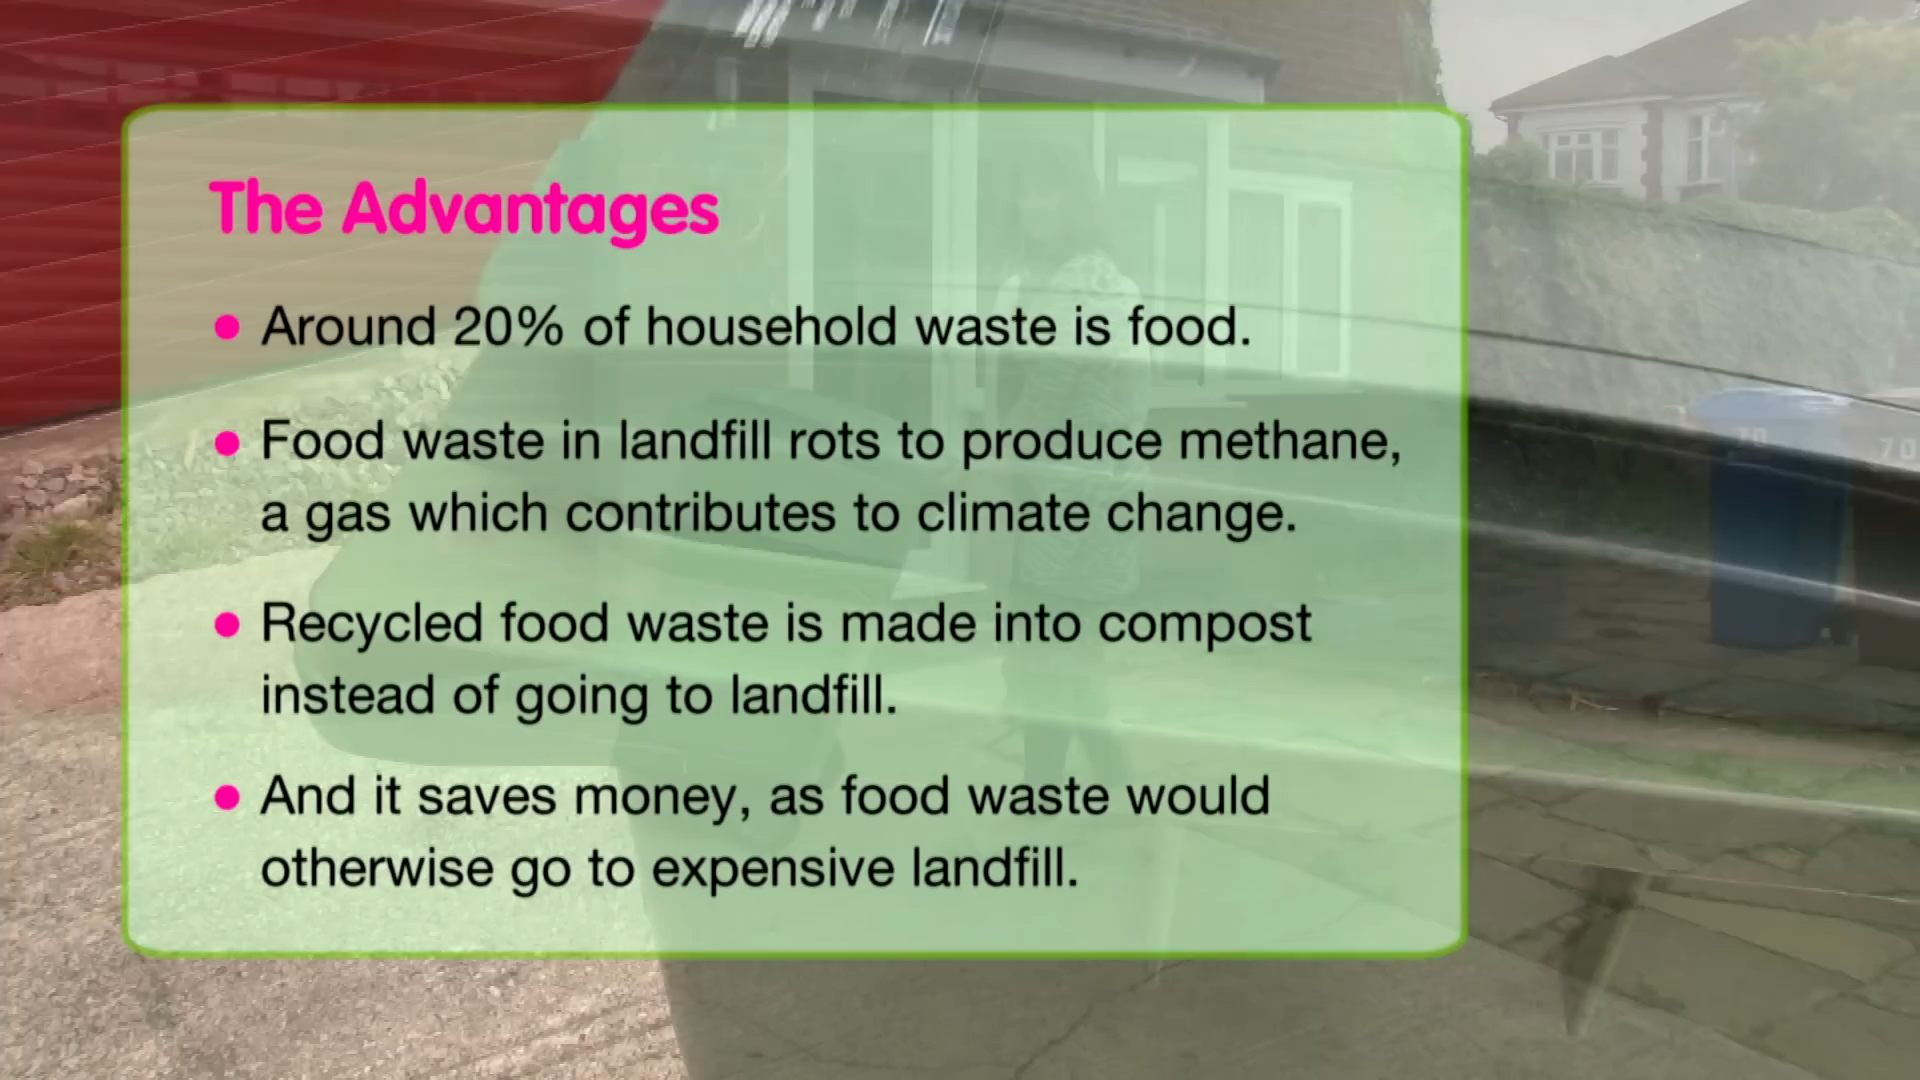 The Advantages
• Around 20% of household waste is food.
• Food waste in landfill rots to produce methane,
a gas which contributes to climate change.
• Recycled food waste is made into compost
instead of going to landfill.
• And it saves money, as food waste would
otherwise go to expensive landfill.
70
70